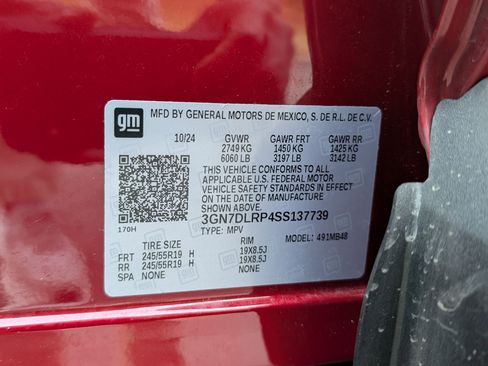 gm
MFD BY GENERAL MOTORS DE MEXICO, S. DE R.L. DE C.V.
10/24 GVWR GAWR FRT GAWR RR
2749 KG 1450 KG 1425 KG
6060 LB 3197 LB 3142 LB
THIS VEHICLE CONFORMS TO ALL
APPLICABLE U.S. FEDERAL MOTOR
VEHICLE SAFETY STANDARDS IN EFFECT
ON THE DATE OF MANUFACTURE SHOWN ABOVE.
3GN7DLRP4SS137739
170H TYPE: MPV MODEL: 491MB48
TIRE SIZE RIM
FRT 245/55R19 H 19X8.5J
RR 245/55R19 H 19X8.5J
SPA NONE NONE